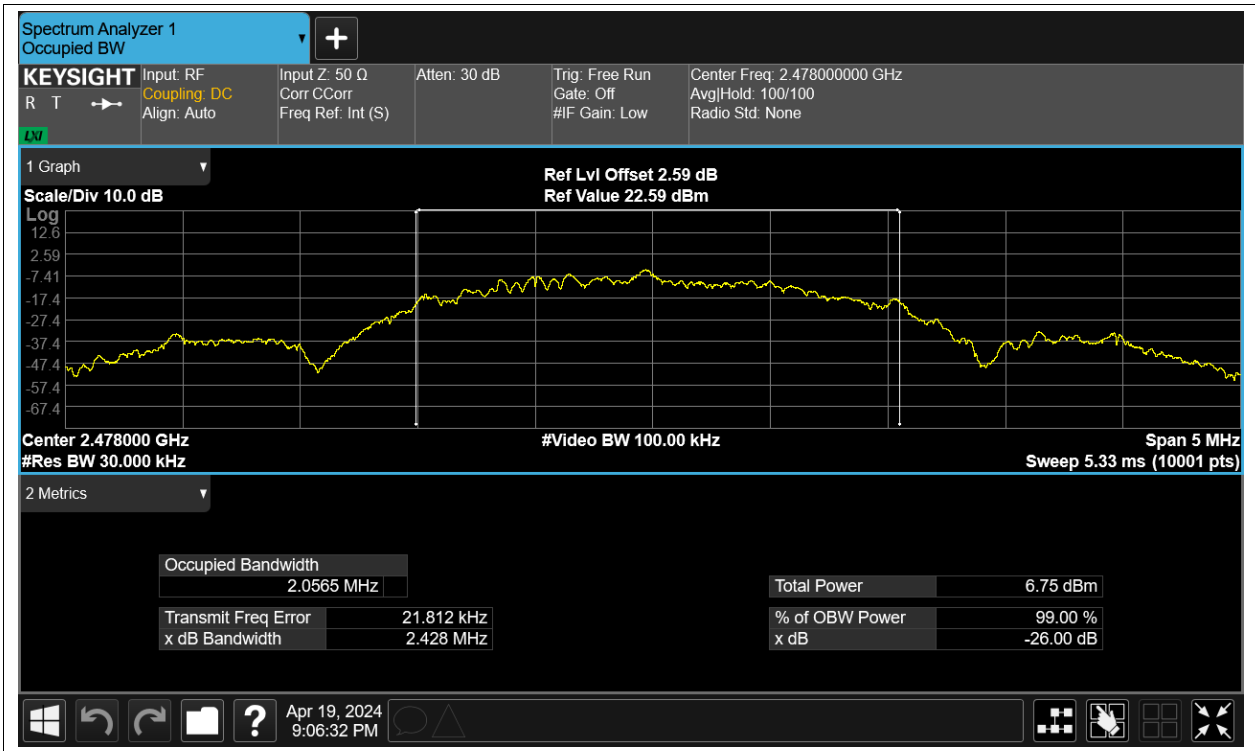 Spectrum Analyzer 1
Occupied BW
KEYSIGHT
R T
LXI
Input: RF
Coupling: DC
Align: Auto
Input Z: 50 Ω
Corr CCorr
Freq Ref: Int (S)
Atten: 30 dB
Trig: Free Run
Gate: Off
#IF Gain: Low
Center Freq: 2.478000000 GHz
Avg|Hold: 100/100
Radio Std: None
1 Graph
Scale/Div 10.0 dB
Ref Lvl Offset 2.59 dB
Ref Value 22.59 dBm
Log
12.6
2.59
-7.41
-17.4
-27.4
-37.4
-47.4
-57.4
-67.4
Center 2.478000 GHz
#Res BW 30.000 kHz
#Video BW 100.00 kHz
Span 5 MHz
Sweep 5.33 ms (10001 pts)
2 Metrics
Occupied Bandwidth
2.0565 MHz
Transmit Freq Error 21.812 kHz
x dB Bandwidth 2.428 MHz
Total Power 6.75 dBm
% of OBW Power 99.00 %
x dB -26.00 dB
?
Apr 19, 2024
9:06:32 PM